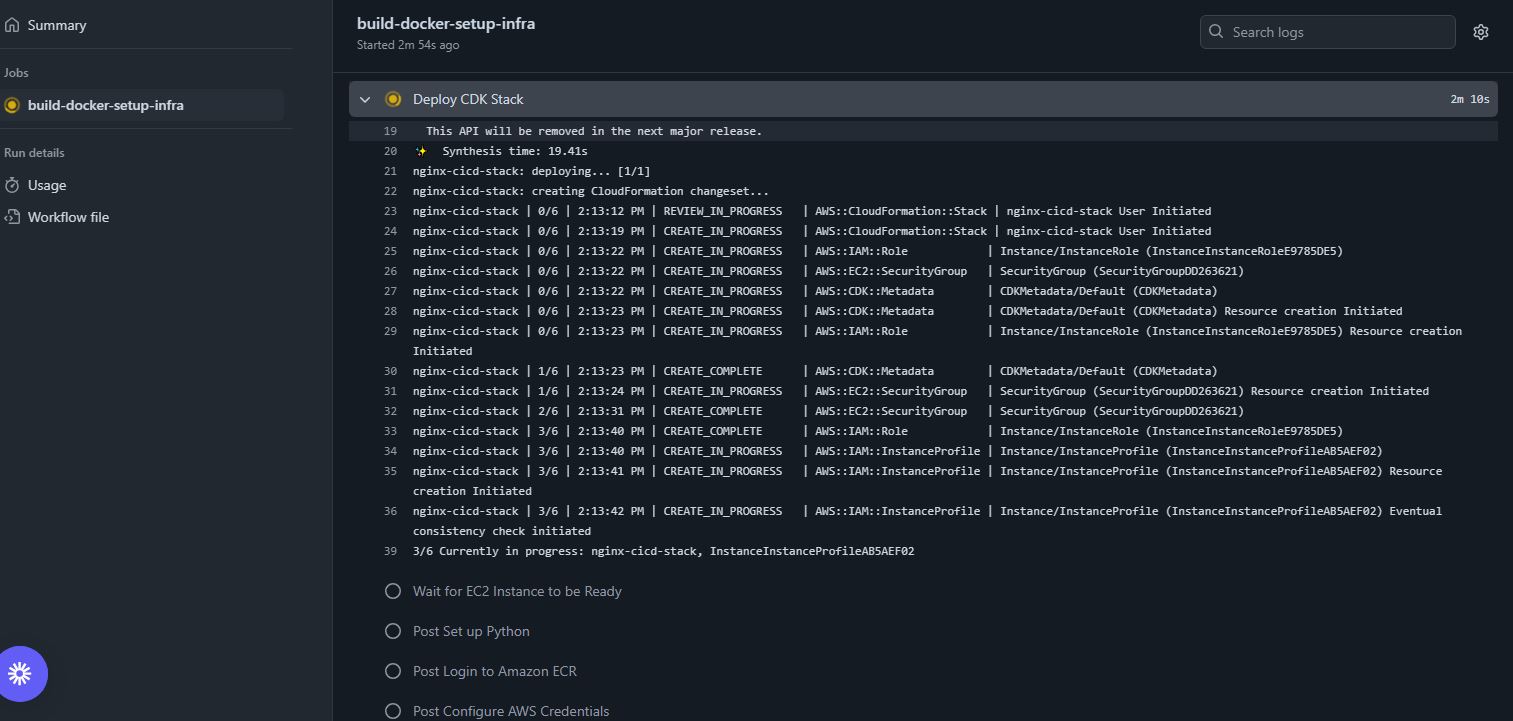 Summary
Jobs
build-docker-setup-infra
Run details
Usage
Workflow file
build-docker-setup-infra
Started 2m 54s ago
Search logs
Deploy CDK Stack 2m 10s
19 This API will be removed in the next major release.
20 ✨ Synthesis time: 19.41s
21 nginx-cicd-stack: deploying... [1/1]
22 nginx-cicd-stack: creating CloudFormation changeset...
23 nginx-cicd-stack | 0/6 | 2:13:12 PM | REVIEW_IN_PROGRESS | AWS::CloudFormation::Stack | nginx-cicd-stack User Initiated
24 nginx-cicd-stack | 0/6 | 2:13:19 PM | CREATE_IN_PROGRESS | AWS::CloudFormation::Stack | nginx-cicd-stack User Initiated
25 nginx-cicd-stack | 0/6 | 2:13:22 PM | CREATE_IN_PROGRESS | AWS::IAM::Role | Instance/InstanceRole (InstanceInstanceRoleE9785DE5)
26 nginx-cicd-stack | 0/6 | 2:13:22 PM | CREATE_IN_PROGRESS | AWS::EC2::SecurityGroup | SecurityGroup (SecurityGroupDD263621)
27 nginx-cicd-stack | 0/6 | 2:13:22 PM | CREATE_IN_PROGRESS | AWS::CDK::Metadata | CDKMetadata/Default (CDKMetadata)
28 nginx-cicd-stack | 0/6 | 2:13:23 PM | CREATE_IN_PROGRESS | AWS::CDK::Metadata | CDKMetadata/Default (CDKMetadata) Resource creation Initiated
29 nginx-cicd-stack | 0/6 | 2:13:23 PM | CREATE_IN_PROGRESS | AWS::IAM::Role | Instance/InstanceRole (InstanceInstanceRoleE9785DE5) Resource creation
Initiated
30 nginx-cicd-stack | 1/6 | 2:13:23 PM | CREATE_COMPLETE | AWS::CDK::Metadata | CDKMetadata/Default (CDKMetadata)
31 nginx-cicd-stack | 1/6 | 2:13:24 PM | CREATE_IN_PROGRESS | AWS::EC2::SecurityGroup | SecurityGroup (SecurityGroupDD263621) Resource creation Initiated
32 nginx-cicd-stack | 2/6 | 2:13:31 PM | CREATE_COMPLETE | AWS::EC2::SecurityGroup | SecurityGroup (SecurityGroupDD263621)
33 nginx-cicd-stack | 3/6 | 2:13:40 PM | CREATE_COMPLETE | AWS::IAM::Role | Instance/InstanceRole (InstanceInstanceRoleE9785DE5)
34 nginx-cicd-stack | 3/6 | 2:13:40 PM | CREATE_IN_PROGRESS | AWS::IAM::InstanceProfile | Instance/InstanceProfile (InstanceInstanceProfileAB5AEF02)
35 nginx-cicd-stack | 3/6 | 2:13:41 PM | CREATE_IN_PROGRESS | AWS::IAM::InstanceProfile | Instance/InstanceProfile (InstanceInstanceProfileAB5AEF02) Resource
creation Initiated
36 nginx-cicd-stack | 3/6 | 2:13:42 PM | CREATE_IN_PROGRESS | AWS::IAM::InstanceProfile | Instance/InstanceProfile (InstanceInstanceProfileAB5AEF02) Eventual
consistency check initiated
39 3/6 Currently in progress: nginx-cicd-stack, InstanceInstanceProfileAB5AEF02
Wait for EC2 Instance to be Ready
Post Set up Python
Post Login to Amazon ECR
Post Configure AWS Credentials